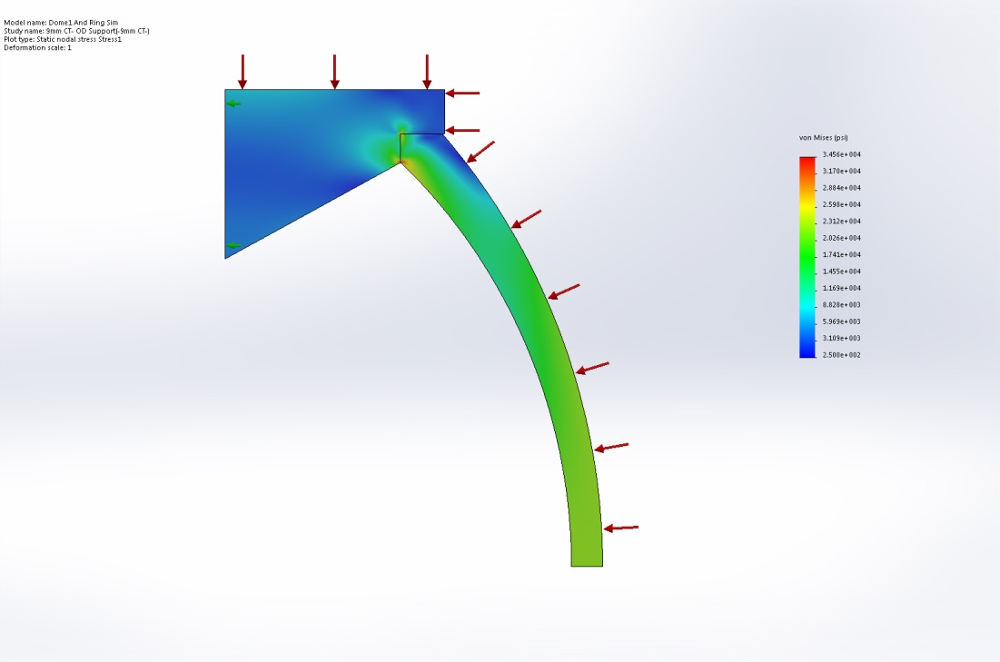 Model name: Dome1 And Ring Sim
Study name: 9mm CT- OD Support(-9mm CT-)
Plot type: Static nodal stress Stress1
Deformation scale: 1
von Mises (psi)
3.456e+004
3.170e+004
2.884e+004
2.598e+004
2.312e+004
2.026e+004
1.741e+004
1.455e+004
1.169e+004
8.828e+003
5.969e+003
3.109e+003
2.500e+002